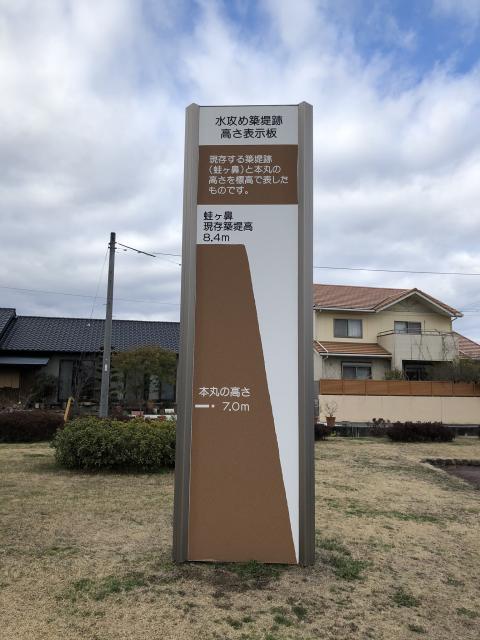 水攻め築堤跡
高さ表示板
現存する築堤跡
(蛙ヶ鼻)と本丸の
高さを標高で表した
ものです。
蛙ヶ鼻
現存築堤高
8.4m
本丸の高さ
7.0m